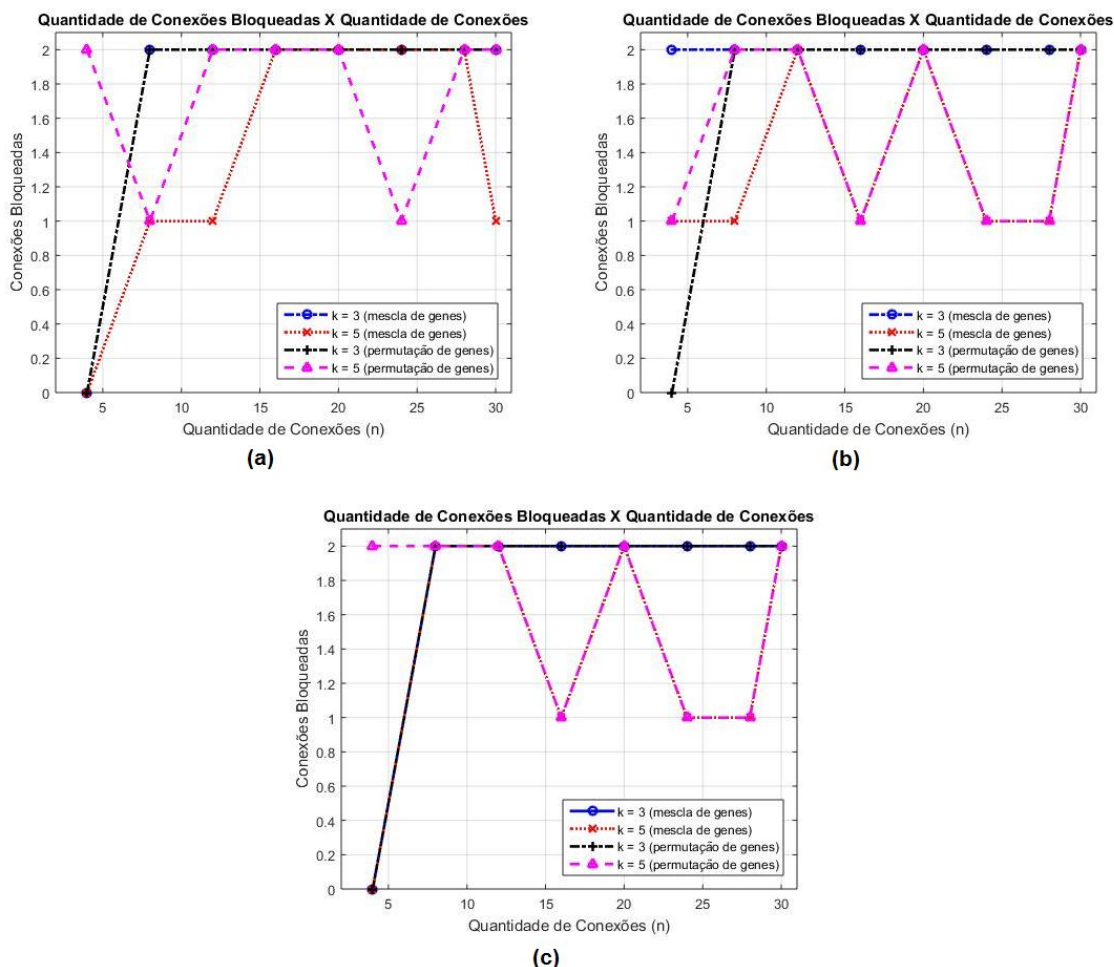 Quantidade de Conexões Bloqueadas X Quantidade de Conexões
2
1.8
1.6
1.4
1.2
1
0.8
0.6
0.4
0.2
0
Conexões Bloqueadas
k = 3 (mescla de genes)
k = 5 (mescla de genes)
k = 3 (permutação de genes)
k = 5 (permutação de genes)
5 10 15 20 25 30
Quantidade de Conexões (n)
(a)
Quantidade de Conexões Bloqueadas X Quantidade de Conexões
2
1.8
1.6
1.4
1.2
1
0.8
0.6
0.4
0.2
0
Conexões Bloqueadas
k = 3 (mescla de genes)
k = 5 (mescla de genes)
k = 3 (permutação de genes)
k = 5 (permutação de genes)
5 10 15 20 25 30
Quantidade de Conexões (n)
(b)
Quantidade de Conexões Bloqueadas X Quantidade de Conexões
2
1.8
1.6
1.4
1.2
1
0.8
0.6
0.4
0.2
0
Conexões Bloqueadas
k = 3 (mescla de genes)
k = 5 (mescla de genes)
k = 3 (permutação de genes)
k = 5 (permutação de genes)
5 10 15 20 25 30
Quantidade de Conexões (n)
(c)